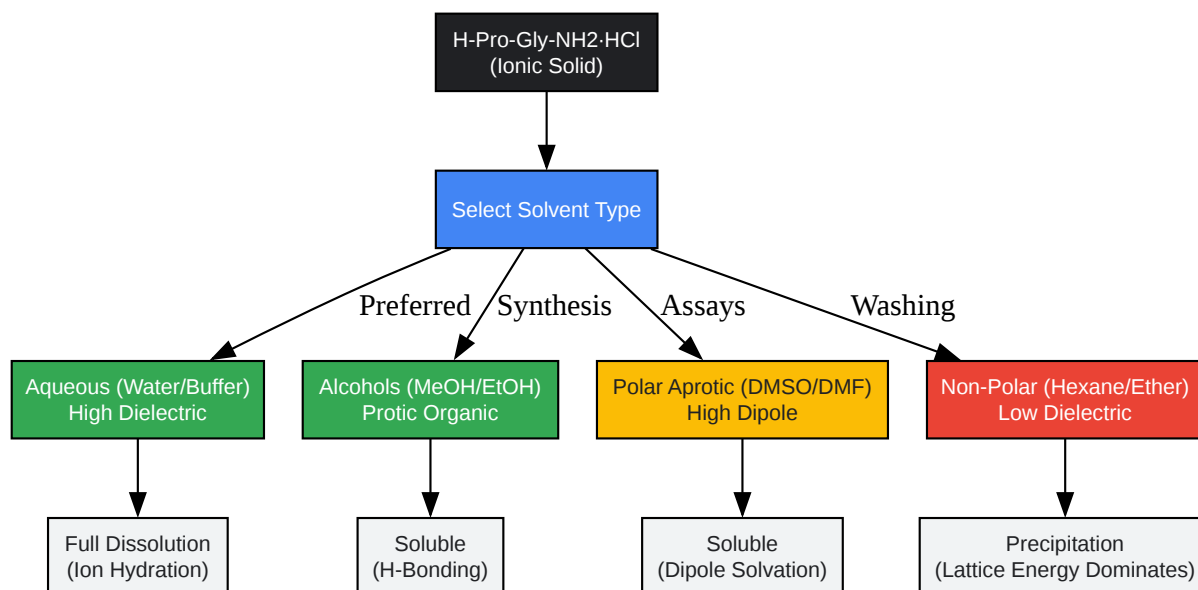 H-Pro-Gly-NH2·HCl
(Ionic Solid)
Select Solvent Type
Preferred
Synthesis
Assays
Washing
Aqueous (Water/Buffer)
High Dielectric
Alcohols (MeOH/EtOH)
Protic Organic
Polar Aprotic (DMSO/DMF)
High Dipole
Non-Polar (Hexane/Ether)
Low Dielectric
Full Dissolution
(Ion Hydration)
Soluble
(H-Bonding)
Soluble
(Dipole Solvation)
Precipitation
(Lattice Energy Dominates)